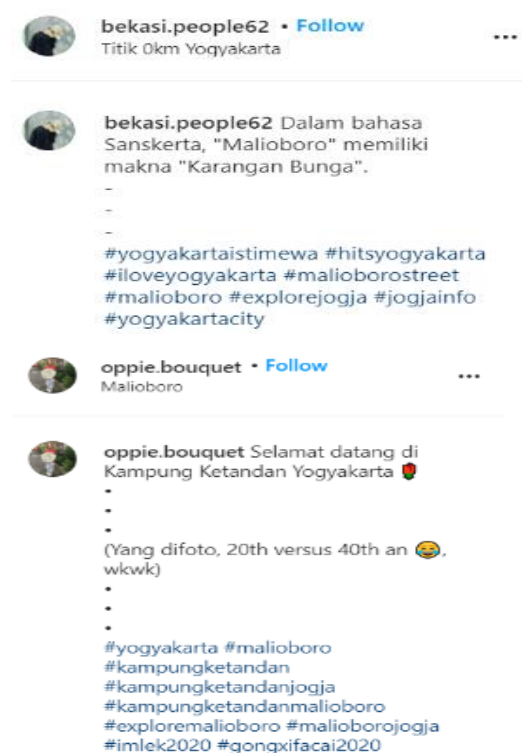 bekasi.people62 • Follow
Titik 0km Yogyakarta
bekasi.people62 Dalam bahasa
Sanskerta, "Malioboro" memiliki
makna "Karangan Bunga".
-
-
-
#yogyakartaistimewa #hitsyogyakarta
#iloveyogyakarta #malioborostreet
#malioboro #explorejogja #jogjainfo
#yogyakartacity
oppie.bouquet • Follow
Malioboro
oppie.bouquet Selamat datang di
Kampung Ketandan Yogyakarta 🌹
•
•
•
(Yang difoto, 20th versus 40th an 😂,
wkwk)
•
•
•
#yogyakarta #malioboro
#kampungketandan
#kampungketandanjogja
#kampungketandanmalioboro
#exploremalioboro #malioborojogja
#imlek2020 #gongxifacai2020